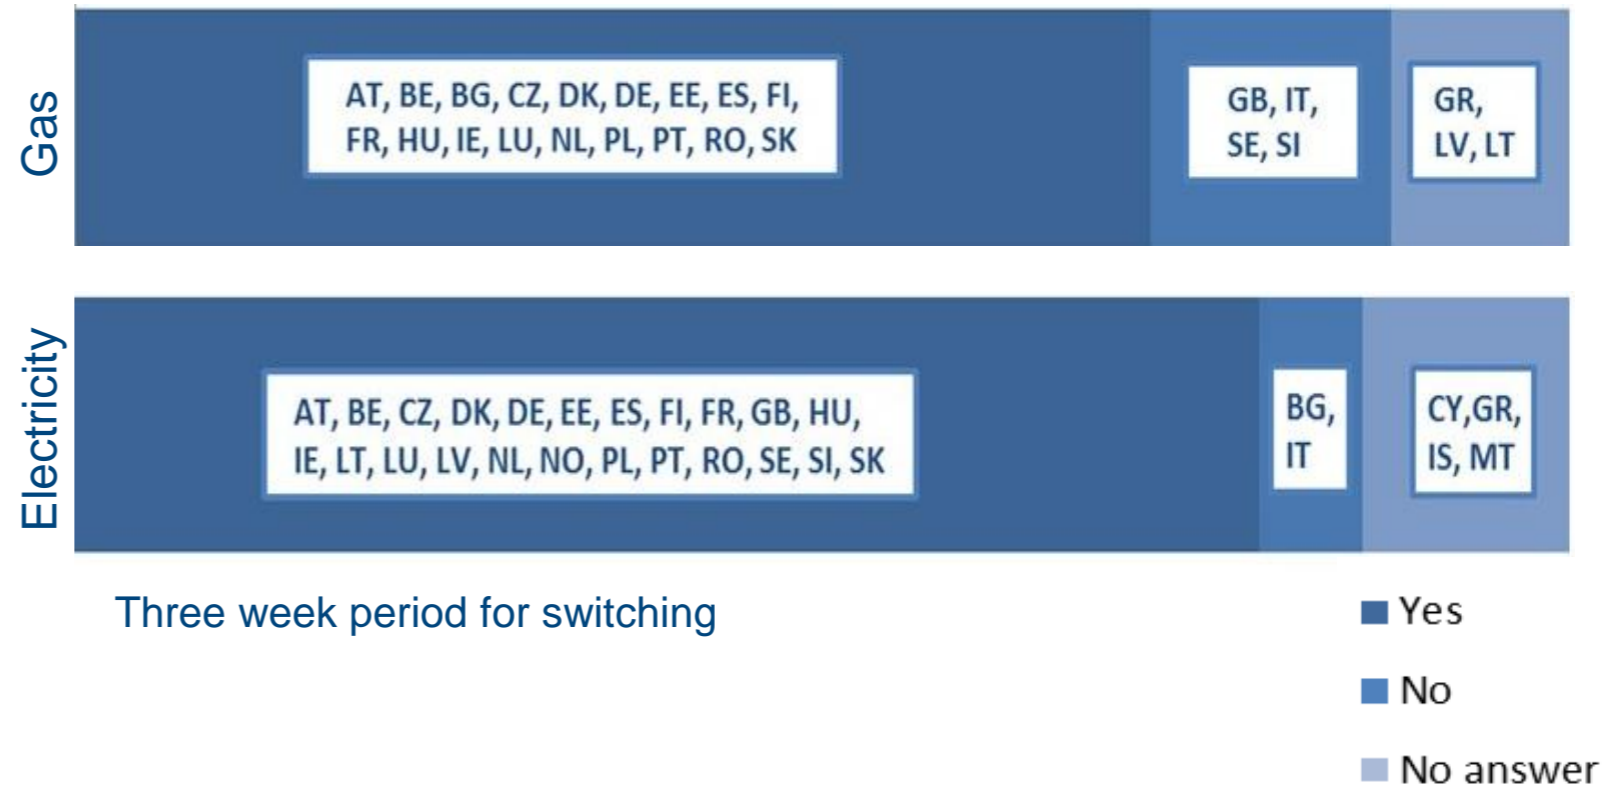 Gas
AT, BE, BG, CZ, DK, DE, EE, ES, FI,
FR, HU, IE, LU, NL, PL, PT, RO, SK
GB, IT,
SE, SI
GR,
LV, LT
Electricity
AT, BE, CZ, DK, DE, EE, ES, FI, FR, GB, HU,
IE, LT, LU, LV, NL, NO, PL, PT, RO, SE, SI, SK
BG,
IT
CY,GR,
IS, MT
Three week period for switching
Yes
No
No answer